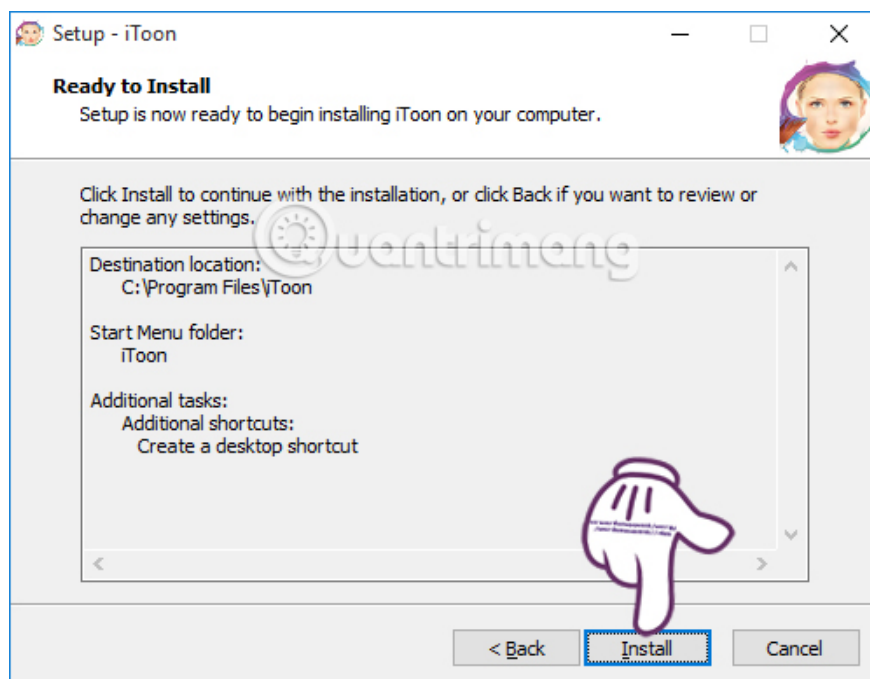 Setup - iToon
Ready to Install
Setup is now ready to begin installing iToon on your computer.
Click Install to continue with the installation, or click Back if you want to review or
change any settings.
Quantrimang
Destination location:
C:\Program Files\iToon
Start Menu folder:
iToon
Additional tasks:
Additional shortcuts:
Create a desktop shortcut
< Back
Install
Cancel